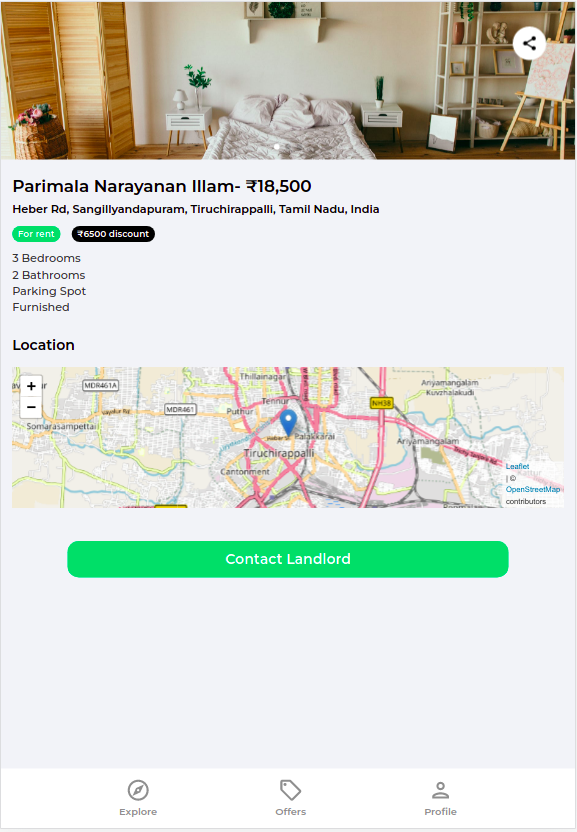 Parimala Narayanan Illam- ₹18,500
Heber Rd, Sangillyandapuram, Tiruchirappalli, Tamil Nadu, India
For rent
₹6500 discount
3 Bedrooms
2 Bathrooms
Parking Spot
Furnished
Location
+
−
Thillainagar
MDR461A
Ariyamangalam
Tennur
NH38
MDR461
Puthur
Somarasampettai
Palakkarai
Ariyamangalam
Tiruchirappalli
Cantonment
Leaflet
| ©
OpenStreetMap
contributors
Contact Landlord
Explore
Offers
Profile